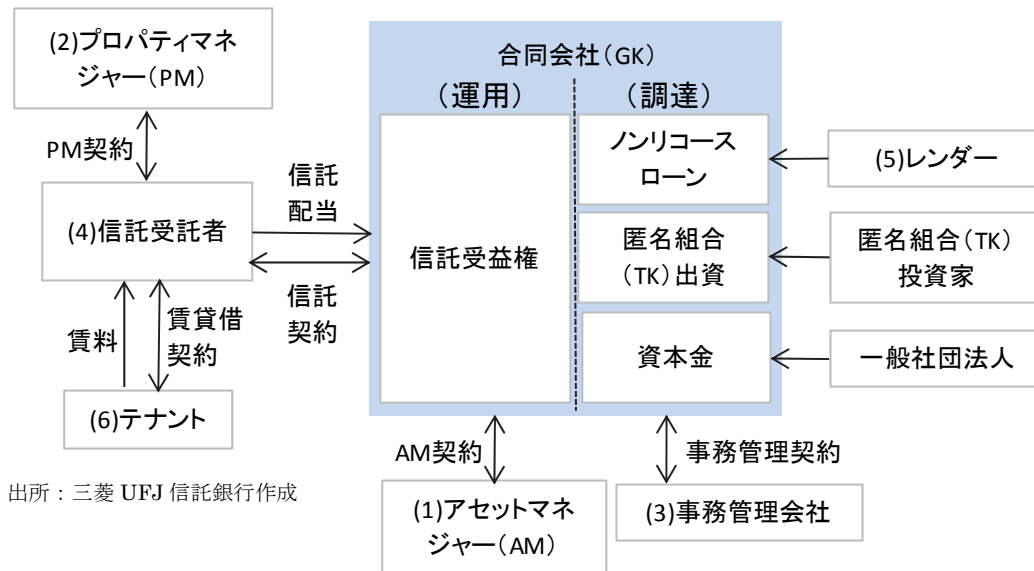 合同会社（GK）
（運用）
（調達）
(2)プロパティマネ
ジャー（PM）
PM契約
(4)信託受託者
信託
配当
信託
契約
賃料
賃貸借
契約
(6)テナント
信託受益権
ノンリコース
ローン
匿名組合
（TK）出資
資本金
(5)レンダー
匿名組合（TK）
投資家
一般社団法人
AM契約
事務管理契約
(1)アセットマネ
ジャー（AM）
(3)事務管理会社
出所：三菱 UFJ 信託銀行作成